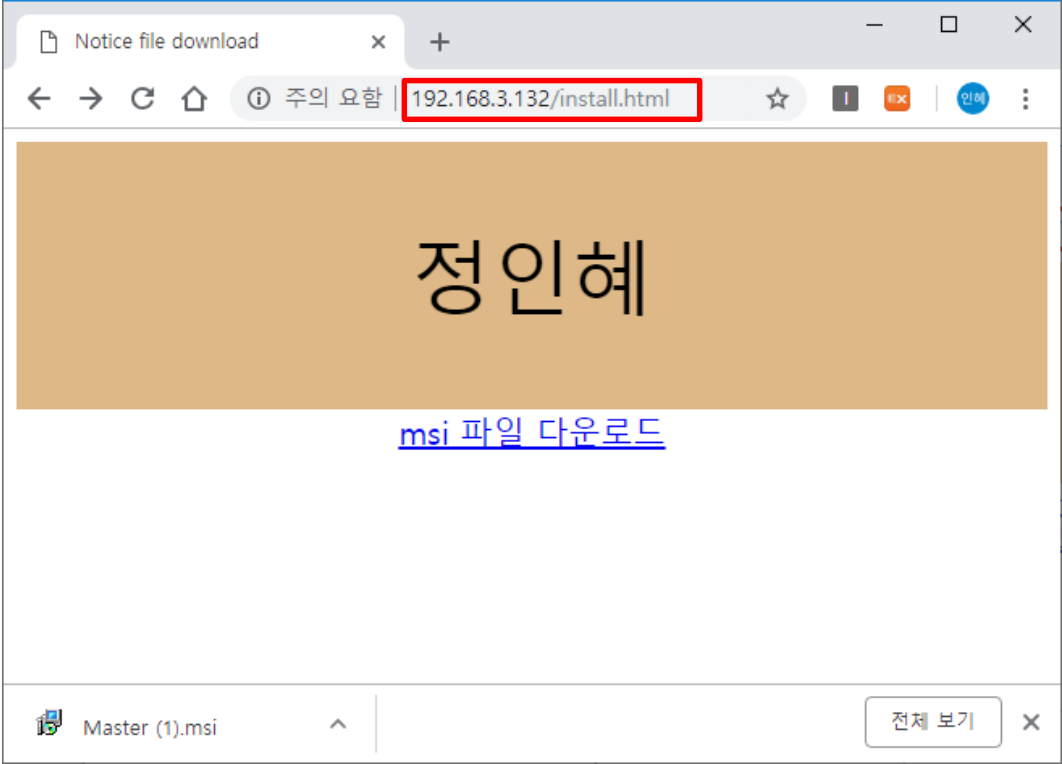 Notice file download
주의 요함 192.168.3.132/install.html
I
인혜
정인혜
msi 파일 다운로드
Master (1).msi
전체 보기